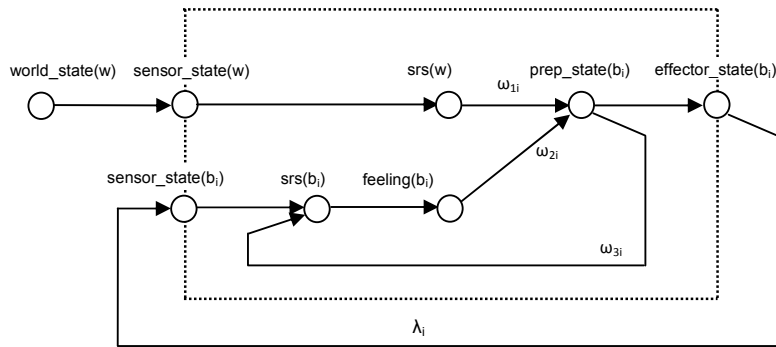 world_state(w) sensor_state(w) srs(w) prep_state(bᵢ) effector_state(bᵢ)
ω₁ᵢ
sensor_state(bᵢ) srs(bᵢ) feeling(bᵢ) ω₂ᵢ
ω₃ᵢ
λᵢ